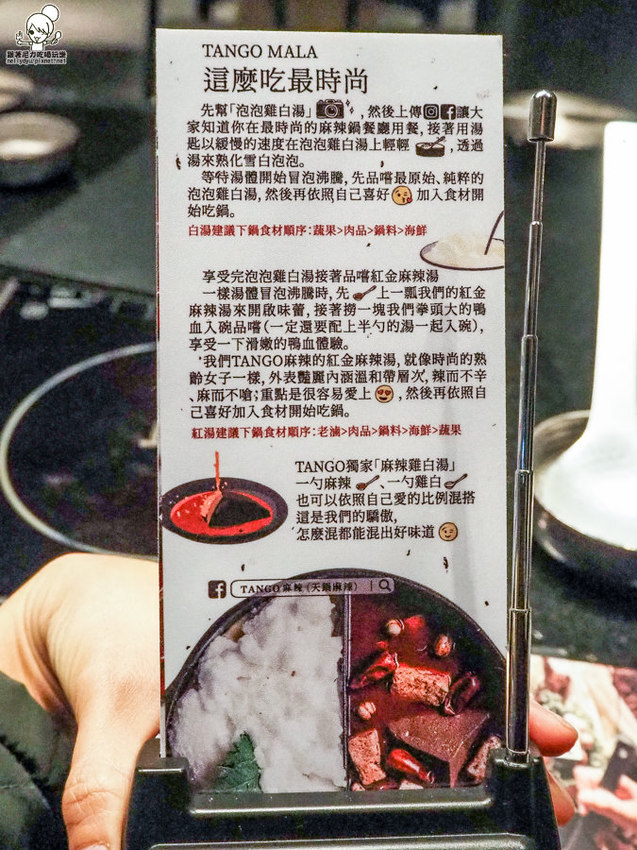 跟著尼力吃喝玩樂
nellydyu.pixnet.net
TANGO MALA
這麼吃最時尚
先幫「泡泡雞白湯」 , 然後上傳 讓大
家知道你在最時尚的麻辣鍋餐廳用餐, 接著用湯
匙以緩慢的速度在泡泡雞白湯上輕輕 , 透過
湯來熟化雪白泡泡。
等待湯體開始冒泡沸騰, 先品嚐最原始、純粹的
泡泡雞白湯, 然後再依照自己喜好 加入食材開
始吃鍋。
白湯建議下鍋食材順序: 蔬果>肉品>鍋料>海鮮
享受完泡泡雞白湯接著品嚐紅金麻辣湯
一樣湯體冒泡沸騰時, 先 上一瓢我們的紅金
麻辣湯來開啟味蕾, 接著撈一塊我們拳頭大的鴨
血入碗品嚐(一定還要配上半勺的湯一起入碗),
享受一下滑嫩的鴨血體驗。
我們TANGO麻辣的紅金麻辣湯, 就像時尚的熟
齡女子一樣, 外表豔麗內涵溫和帶層次, 辣而不辛
、麻而不嗆; 重點是很容易愛上 , 然後再依照自
己喜好加入食材開始吃鍋。
紅湯建議下鍋食材順序: 老滷>肉品>鍋料>海鮮>蔬果
TANGO獨家「麻辣雞白湯」
一勺麻辣 、一勺雞白
也可以依照自己愛的比例混搭
這是我們的驕傲,
怎麼混都能混出好味道
TANGO麻辣 (天鍋麻辣)